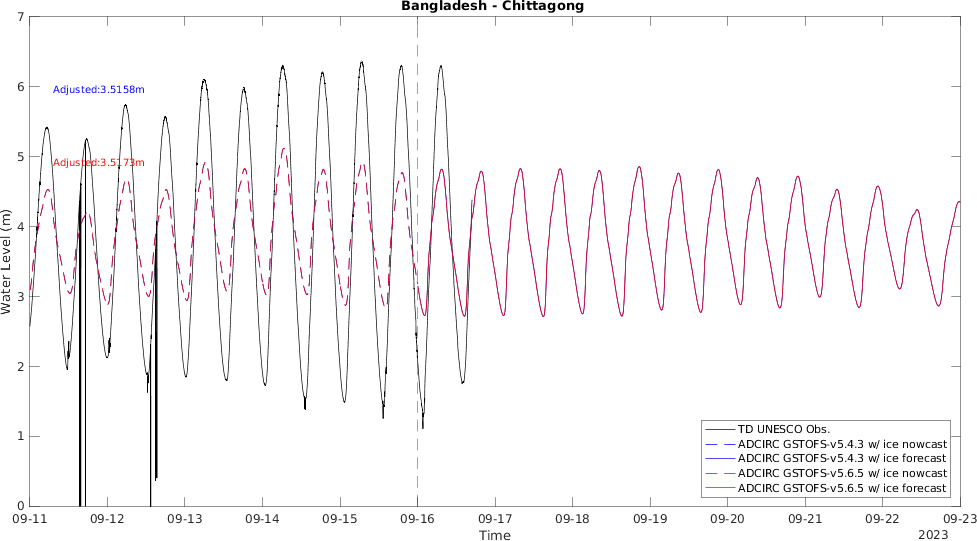 Bangladesh - Chittagong
7
6
5
4
3
2
1
0
Water Level (m)
Adjusted:3.5158m
Adjusted:3.5173m
TD UNESCO Obs.
ADCIRC GSTOFS-v5.4.3 w/ ice nowcast
ADCIRC GSTOFS-v5.4.3 w/ ice forecast
ADCIRC GSTOFS-v5.6.5 w/ ice nowcast
ADCIRC GSTOFS-v5.6.5 w/ ice forecast
09-11 09-12 09-13 09-14 09-15 09-16 09-17 09-18 09-19 09-20 09-21 09-22 09-23
Time
2023